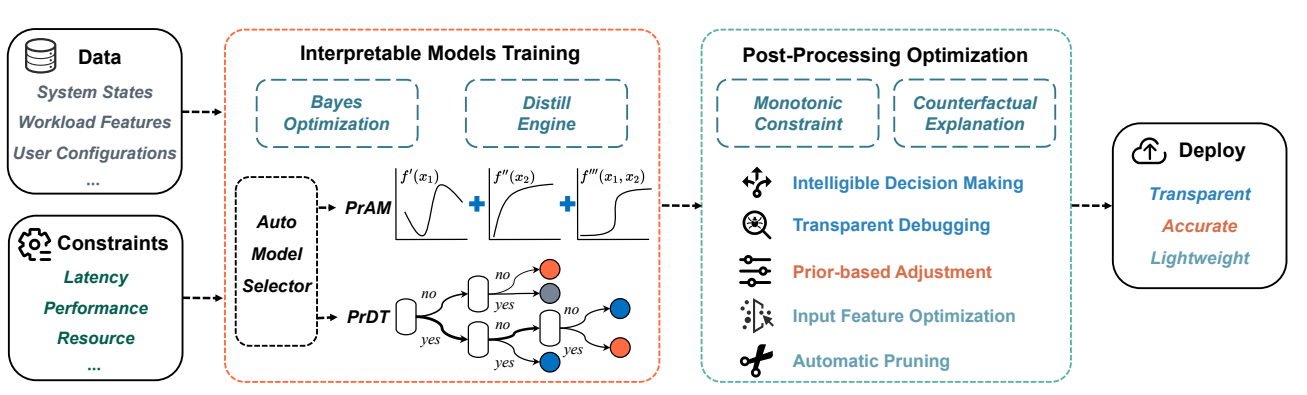 Data
System States
Workload Features
User Configurations
...
Constraints
Latency
Performance
Resource
...
Interpretable Models Training
Bayes
Optimization
Distill
Engine
Auto
Model
Selector
PrAM
f′(x₁)
f″(x₂)
f‴(x₁, x₂)
PrDT
no
yes
no
yes
no
yes
no
yes
Post-Processing Optimization
Monotonic
Constraint
Counterfactual
Explanation
Intelligible Decision Making
Transparent Debugging
Prior-based Adjustment
Input Feature Optimization
Automatic Pruning
Deploy
Transparent
Accurate
Lightweight